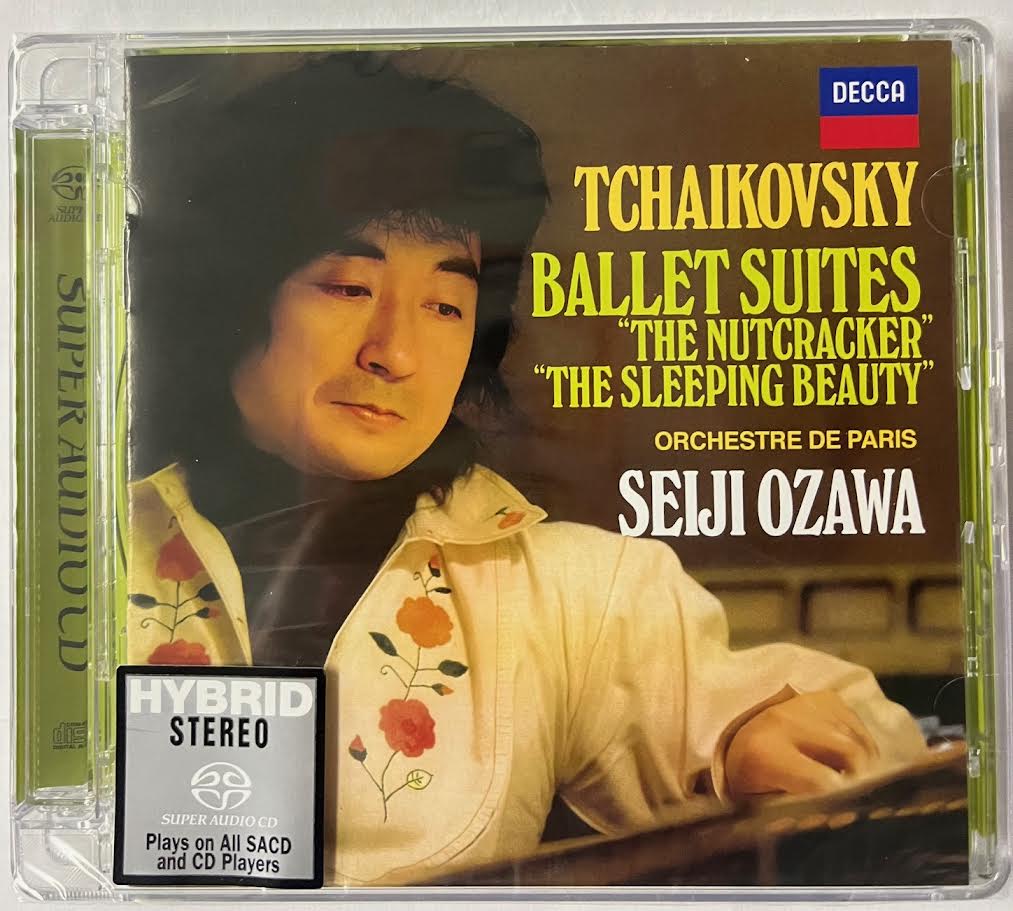 DECCA
TCHAIKOVSKY
BALLET SUITES
“THE NUTCRACKER”
“THE SLEEPING BEAUTY”
ORCHESTRE DE PARIS
SEIJI OZAWA
SUPER AUDIO CD
HYBRID
STEREO
SUPER AUDIO CD
Plays on All SACD
and CD Players